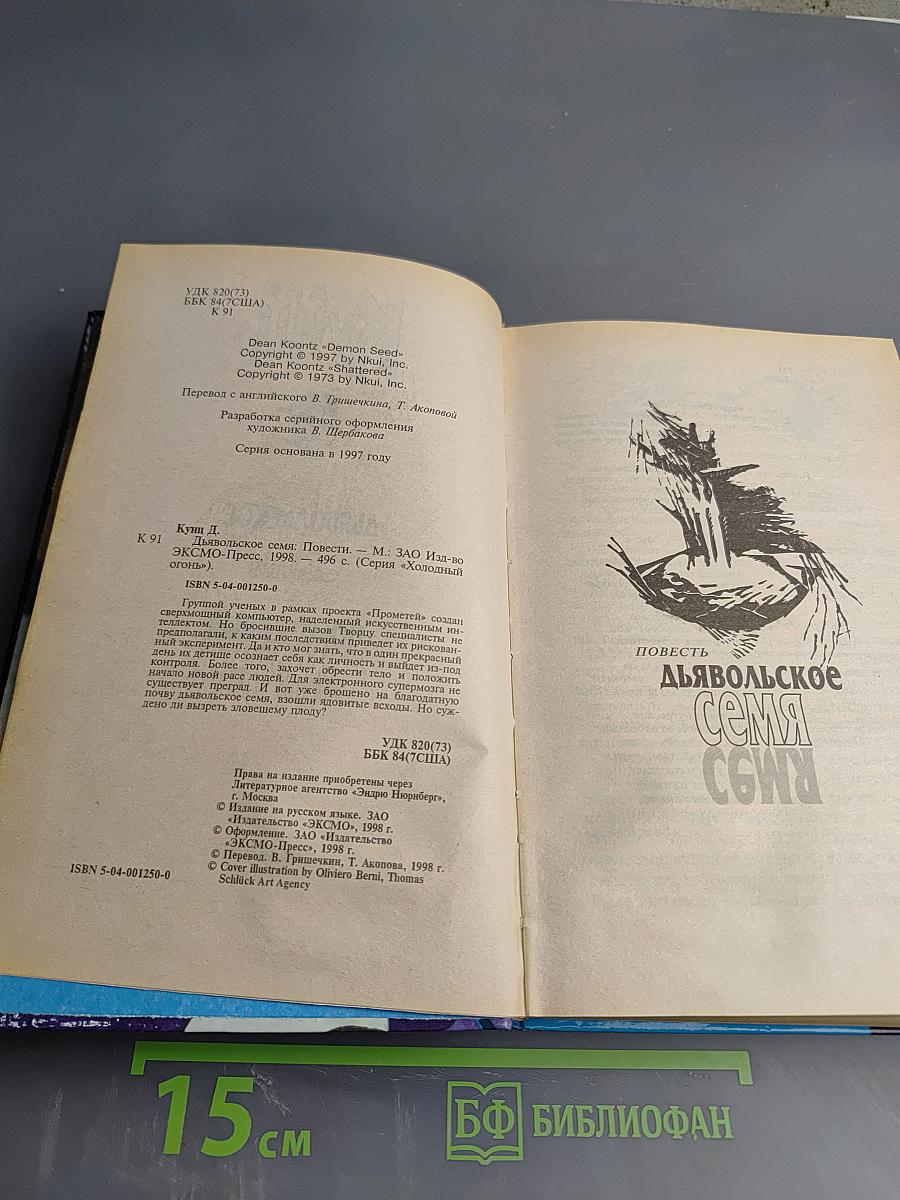 УДК 820(73)
ББК 84(7США)
К 91
Dean Koontz «Demon Seed»
Copyright © 1997 by Nkui, Inc.
Dean Koontz «Shattered»
Copyright © 1973 by Nkui, Inc.
Перевод с английского В. Гришечкина, Т. Акоповой
Разработка серийного оформления
художника В. Щербакова
Серия основана в 1997 году
Кунц Д.
К 91 Дьявольское семя: Повести. — М.: ЗАО Изд-во
ЭКСМО-Пресс, 1998. — 496 с. (Серия «Холодный
огонь»).
ISBN 5-04-001250-0
Группой ученых в рамках проекта «Прометей» создан
сверхмощный компьютер, наделенный искусственным ин-
теллектом. Но бросившие вызов Творцу специалисты не
предполагали, к каким последствиям приведет их рискован-
ный эксперимент. Да и кто мог знать, что в один прекрасный
день их детище осознает себя как личность и выйдет из-под
контроля. Более того, захочет обрести тело и положить
начало новой расе людей. Для электронного супермозга не
существует преград. И вот уже брошено на благодатную
почву дьявольское семя, взошли ядовитые всходы. Но суж-
дено ли вызреть зловещему плоду?
УДК 820(73)
ББК 84(7США)
Права на издание приобретены через
Литературное агентство «Эндрю Нюрнберг»,
г. Москва
© Издание на русском языке. ЗАО
«Издательство «ЭКСМО», 1998 г.
© Оформление. ЗАО «Издательство
«ЭКСМО-Пресс», 1998 г.
© Перевод. В. Гришечкин, Т. Акопова, 1998 г.
© Cover illustration by Oliviero Berni, Thomas
Schlück Art Agency
ISBN 5-04-001250-0
ПОВЕСТЬ
ДЬЯВОЛЬСКОЕ
СЕМЯ
СЕМЯ
15 СМ
БФ БИБЛИОФАН